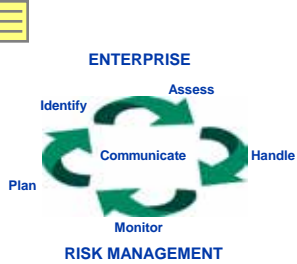 ENTERPRISE
Assess
Identify
Communicate
Handle
Plan
Monitor
RISK MANAGEMENT